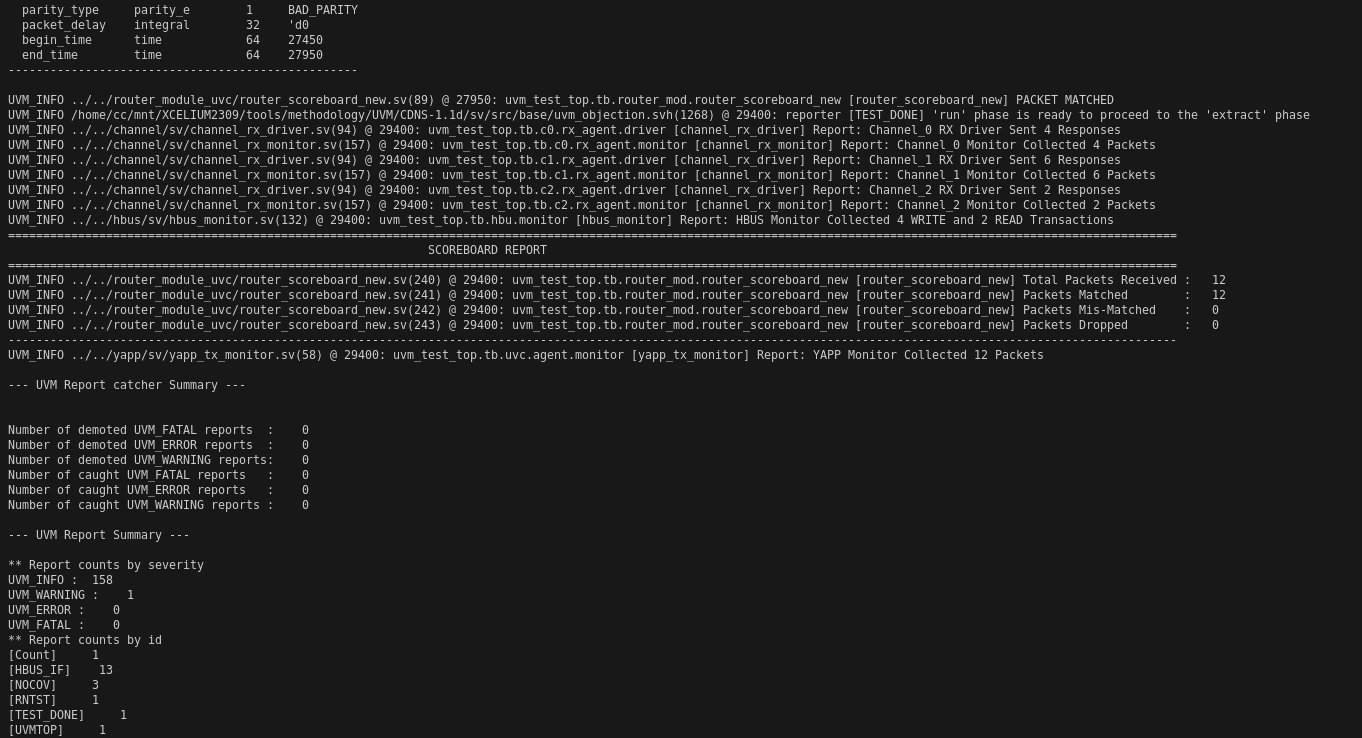 parity_type     parity_e        1     BAD_PARITY
packet_delay    integral        32    'd0
begin_time      time            64    27450
end_time        time            64    27950
--------------------------------------------------
UVM_INFO ../../router_module_uvc/router_scoreboard_new.sv(89) @ 27950: uvm_test_top.tb.router_mod.router_scoreboard_new [router_scoreboard_new] PACKET MATCHED
UVM_INFO /home/cc/mnt/XCELIUM2309/tools/methodology/UVM/CDNS-1.1d/sv/src/base/uvm_objection.svh(1268) @ 29400: reporter [TEST_DONE] 'run' phase is ready to proceed to the 'extract' phase
UVM_INFO ../../channel/sv/channel_rx_driver.sv(94) @ 29400: uvm_test_top.tb.c0.rx_agent.driver [channel_rx_driver] Report: Channel_0 RX Driver Sent 4 Responses
UVM_INFO ../../channel/sv/channel_rx_monitor.sv(157) @ 29400: uvm_test_top.tb.c0.rx_agent.monitor [channel_rx_monitor] Report: Channel_0 Monitor Collected 4 Packets
UVM_INFO ../../channel/sv/channel_rx_driver.sv(94) @ 29400: uvm_test_top.tb.c1.rx_agent.driver [channel_rx_driver] Report: Channel_1 RX Driver Sent 6 Responses
UVM_INFO ../../channel/sv/channel_rx_monitor.sv(157) @ 29400: uvm_test_top.tb.c1.rx_agent.monitor [channel_rx_monitor] Report: Channel_1 Monitor Collected 6 Packets
UVM_INFO ../../channel/sv/channel_rx_driver.sv(94) @ 29400: uvm_test_top.tb.c2.rx_agent.driver [channel_rx_driver] Report: Channel_2 RX Driver Sent 2 Responses
UVM_INFO ../../channel/sv/channel_rx_monitor.sv(157) @ 29400: uvm_test_top.tb.c2.rx_agent.monitor [channel_rx_monitor] Report: Channel_2 Monitor Collected 2 Packets
UVM_INFO ../../hbus/sv/hbus_monitor.sv(132) @ 29400: uvm_test_top.tb.hbu.monitor [hbus_monitor] Report: HBUS Monitor Collected 4 WRITE and 2 READ Transactions
=======================================================================================================================================================================
SCOREBOARD REPORT
=======================================================================================================================================================================
UVM_INFO ../../router_module_uvc/router_scoreboard_new.sv(240) @ 29400: uvm_test_top.tb.router_mod.router_scoreboard_new [router_scoreboard_new] Total Packets Received :   12
UVM_INFO ../../router_module_uvc/router_scoreboard_new.sv(241) @ 29400: uvm_test_top.tb.router_mod.router_scoreboard_new [router_scoreboard_new] Packets Matched        :   12
UVM_INFO ../../router_module_uvc/router_scoreboard_new.sv(242) @ 29400: uvm_test_top.tb.router_mod.router_scoreboard_new [router_scoreboard_new] Packets Mis-Matched    :   0
UVM_INFO ../../router_module_uvc/router_scoreboard_new.sv(243) @ 29400: uvm_test_top.tb.router_mod.router_scoreboard_new [router_scoreboard_new] Packets Dropped        :   0
-----------------------------------------------------------------------------------------------------------------------------------------------------------------------
UVM_INFO ../../yapp/sv/yapp_tx_monitor.sv(58) @ 29400: uvm_test_top.tb.uvc.agent.monitor [yapp_tx_monitor] Report: YAPP Monitor Collected 12 Packets
--- UVM Report catcher Summary ---
Number of demoted UVM_FATAL reports  :    0
Number of demoted UVM_ERROR reports  :    0
Number of demoted UVM_WARNING reports:    0
Number of caught UVM_FATAL reports   :    0
Number of caught UVM_ERROR reports   :    0
Number of caught UVM_WARNING reports :    0
--- UVM Report Summary ---
** Report counts by severity
UVM_INFO :  158
UVM_WARNING :    1
UVM_ERROR :    0
UVM_FATAL :    0
** Report counts by id
[Count]     1
[HBUS_IF]    13
[NOCOV]     3
[RNTST]     1
[TEST_DONE]     1
[UVMTOP]     1